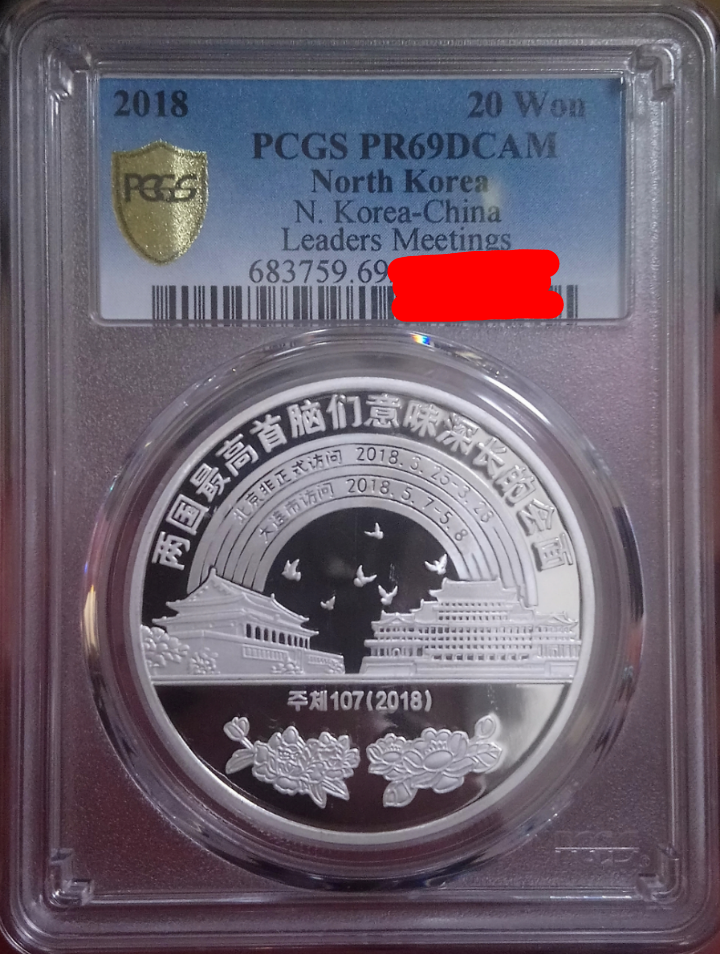 2018 20 Won
PCGS PR69DCAM
PCGS
North Korea
N. Korea-China
Leaders Meetings
683759.69
两国最高首脑们意味深长的会面
北京非正式访问 2018.3.25-3.28
大连市访问 2018.5.7-5.8
주체107(2018)